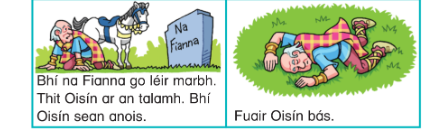 Na
Fianna
Bhí na Fianna go léir marbh.
Thit Oisín ar an talamh. Bhí
Oisín sean anois.
Fuair Oisín bás.